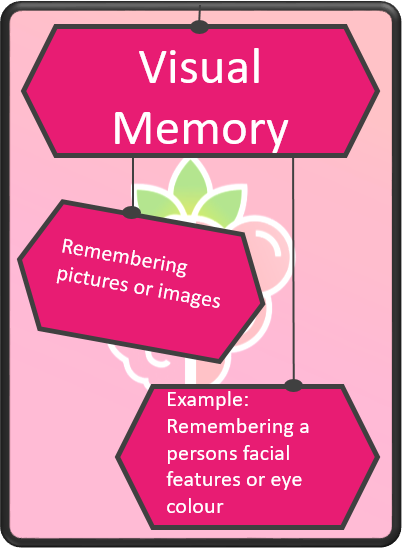 Visual
Memory
Remembering
pictures or images
Example:
Remembering a
persons facial
features or eye
colour